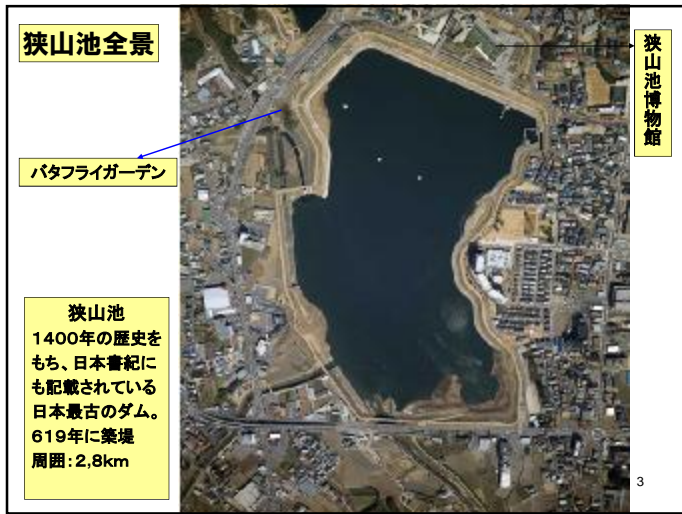 狭山池全景
狭山池博物館
バタフライガーデン
狭山池
1400年の歴史を
もち、日本書紀に
も記載されている
日本最古のダム。
619年に築堤
周囲:2,8km
3